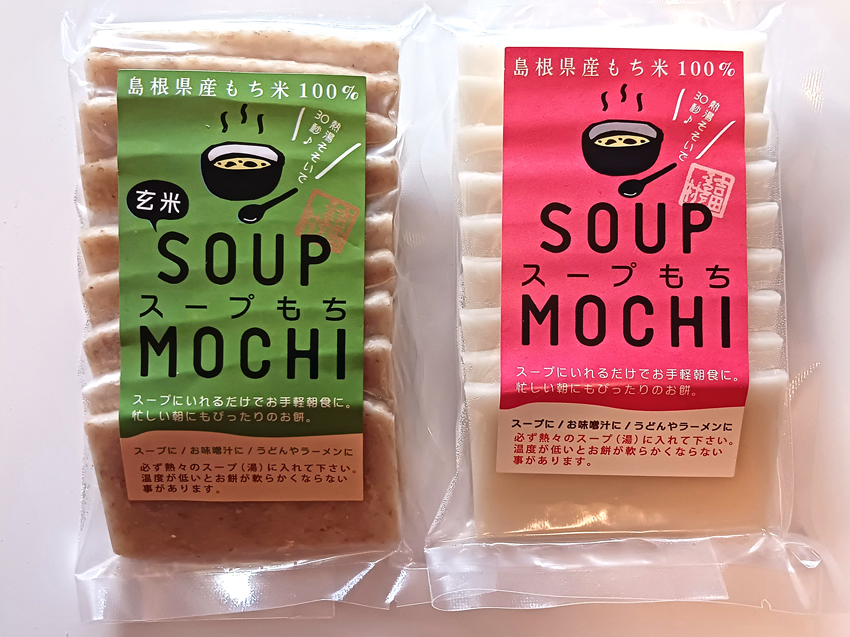 島根県産もち米100%
熱湯そそいで
30秒♪
玄米
SOUP
スープもち
MOCHI
スープにいれるだけでお手軽朝食に。
忙しい朝にもぴったりのお餅。
スープに/お味噌汁に/うどんやラーメンに
必ず熱々のスープ(湯)に入れて下さい。
温度が低いとお餅が軟らかくならない
事があります。
島根県産もち米100%
熱湯そそいで
30秒♪
SOUP
スープもち
MOCHI
スープにいれるだけでお手軽朝食に。
忙しい朝にもぴったりのお餅。
スープに/お味噌汁に/うどんやラーメンに
必ず熱々のスープ(湯)に入れて下さい。
温度が低いとお餅が軟らかくならない
事があります。